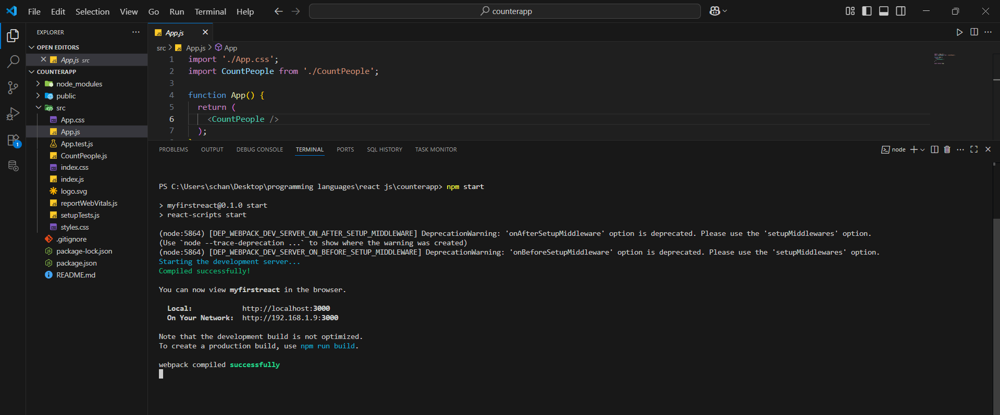 File Edit Selection View Go Run Terminal Help
counterapp
EXPLORER
OPEN EDITORS
App.js src
COUNTERAPP
node_modules
public
src
App.css
App.js
App.test.js
CountPeople.js
index.css
index.js
logo.svg
reportWebVitals.js
setupTests.js
styles.css
.gitignore
package-lock.json
package.json
README.md
1
App.js
src > App.js > App
1 import './App.css';
2 import CountPeople from './CountPeople';
3
4 function App() {
5 return (
6 <CountPeople />
7 );
PROBLEMS OUTPUT DEBUG CONSOLE TERMINAL PORTS SQL HISTORY TASK MONITOR
node
PS C:\Users\schan\Desktop\programming languages\react js\counterapp> npm start
> myfirstreact@0.1.0 start
> react-scripts start
(node:5864) [DEP_WEBPACK_DEV_SERVER_ON_AFTER_SETUP_MIDDLEWARE] DeprecationWarning: 'onAfterSetupMiddleware' option is deprecated. Please use the 'setupMiddlewares' option.
(Use `node --trace-deprecation ...` to show where the warning was created)
(node:5864) [DEP_WEBPACK_DEV_SERVER_ON_BEFORE_SETUP_MIDDLEWARE] DeprecationWarning: 'onBeforeSetupMiddleware' option is deprecated. Please use the 'setupMiddlewares' option.
Starting the development server...
Compiled successfully!
You can now view myfirstreact in the browser.
Local: http://localhost:3000
On Your Network: http://192.168.1.9:3000
Note that the development build is not optimized.
To create a production build, use npm run build.
webpack compiled successfully